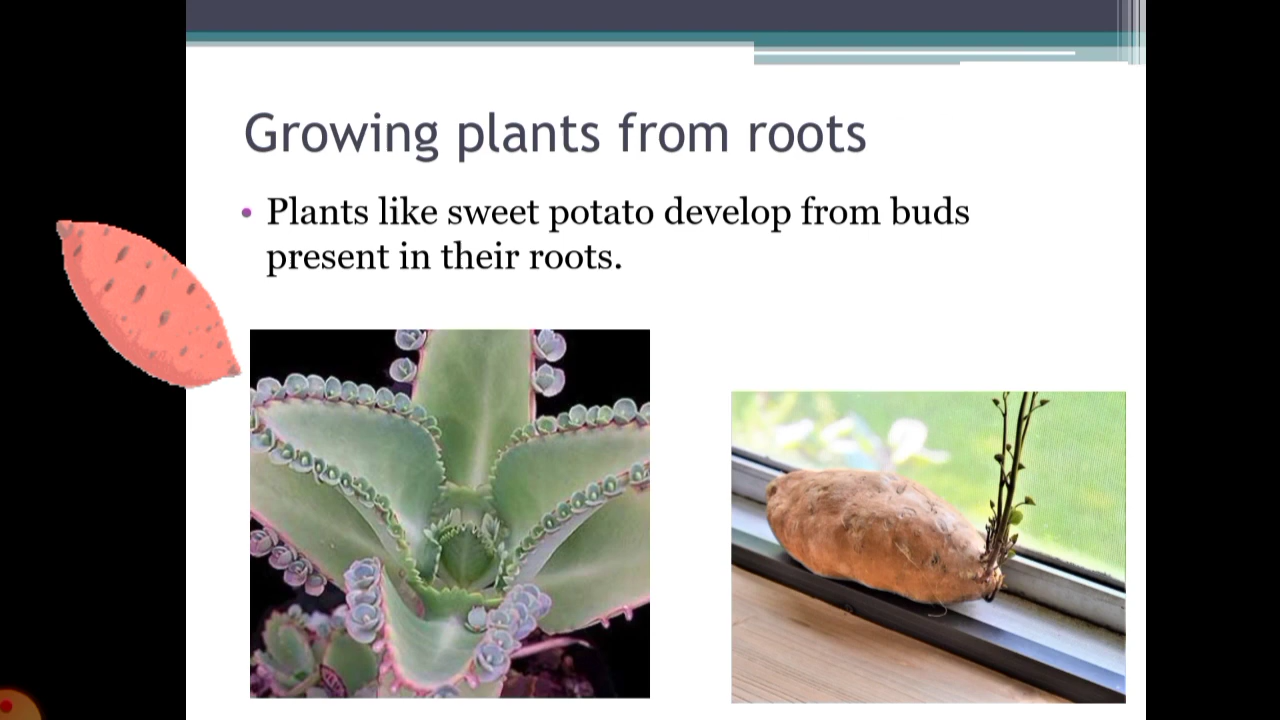 Growing plants from roots
• Plants like sweet potato develop from buds
present in their roots.